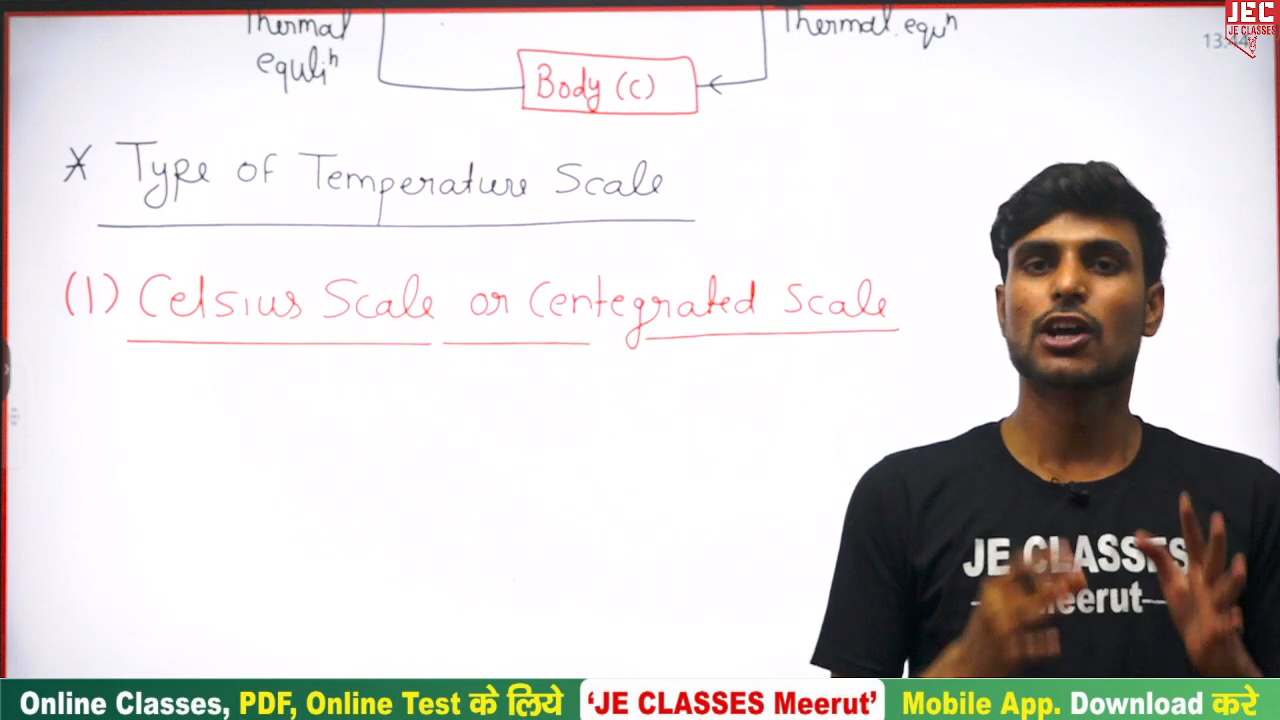 JEC
JE CLASSES
Thermal
equliⁿ
Thermal equⁿ
Body (C)
* Type of Temperature Scale
(1) Celsius Scale or Centegrated Scale
JE CLASSES
Meerut
Online Classes, PDF, Online Test के लिये 'JE CLASSES Meerut' Mobile App. Download करे